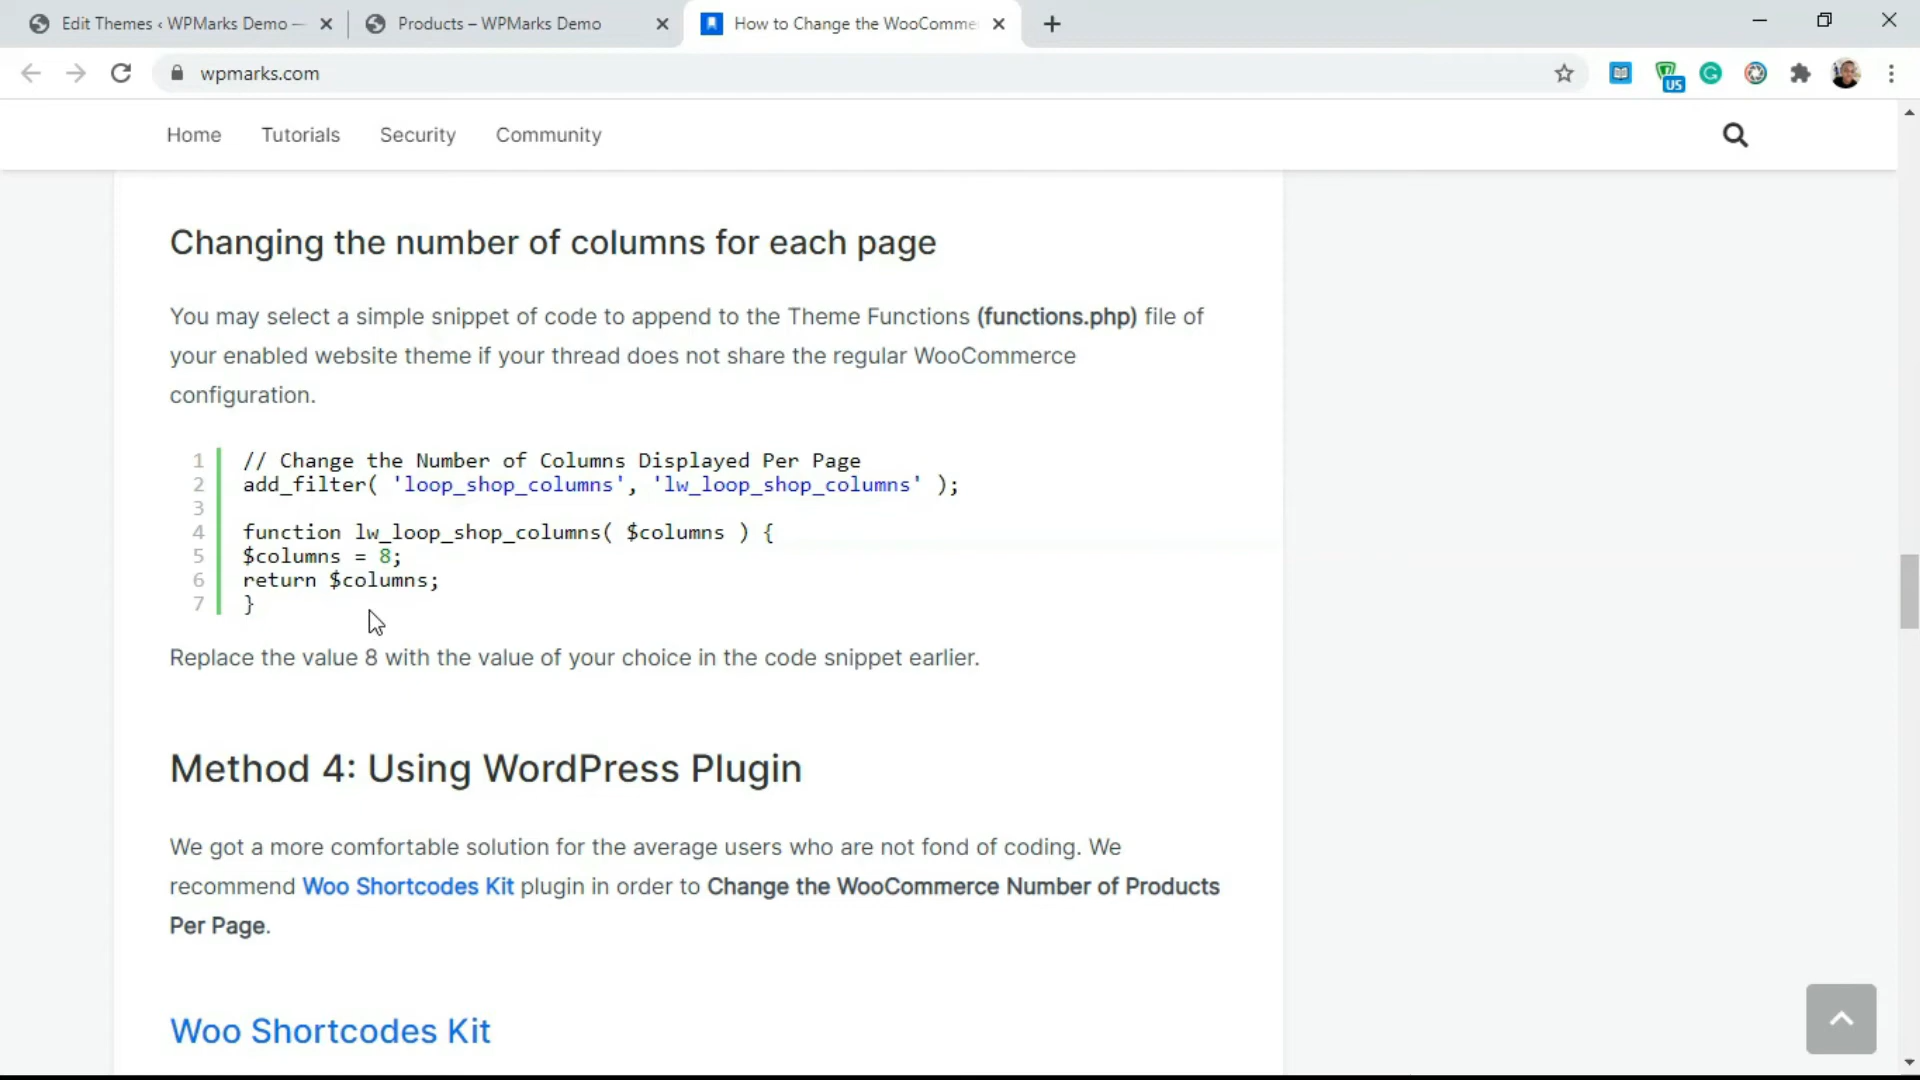 Edit Themes ‹ WPMarks Demo —
Products – WPMarks Demo
How to Change the WooComme
wpmarks.com
US
Home
Tutorials
Security
Community
Changing the number of columns for each page
You may select a simple snippet of code to append to the Theme Functions (functions.php) file of
your enabled website theme if your thread does not share the regular WooCommerce
configuration.
1 // Change the Number of Columns Displayed Per Page
2 add_filter( 'loop_shop_columns', 'lw_loop_shop_columns' );
3
4 function lw_loop_shop_columns( $columns ) {
5 $columns = 8;
6 return $columns;
7 }
Replace the value 8 with the value of your choice in the code snippet earlier.
Method 4: Using WordPress Plugin
We got a more comfortable solution for the average users who are not fond of coding. We
recommend Woo Shortcodes Kit plugin in order to Change the WooCommerce Number of Products
Per Page.
Woo Shortcodes Kit